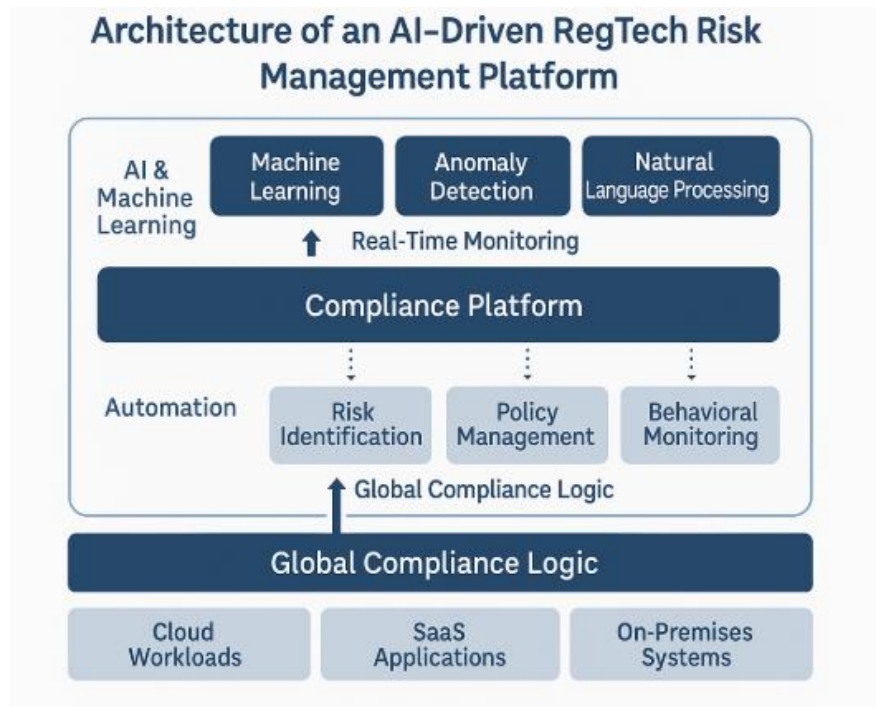 Architecture of an AI-Driven RegTech Risk
Management Platform
AI &
Machine
Learning
Machine
Learning
Anomaly
Detection
Natural
Language Processing
Real-Time Monitoring
Compliance Platform
Automation
Risk
Identification
Policy
Management
Behavioral
Monitoring
Global Compliance Logic
Global Compliance Logic
Cloud
Workloads
SaaS
Applications
On-Premises
Systems